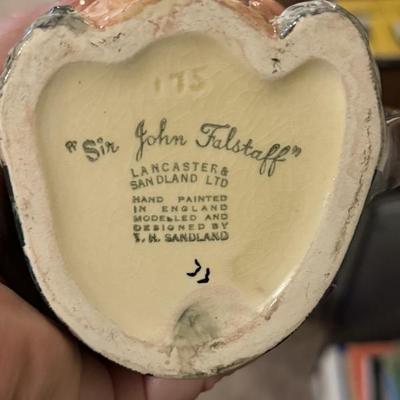 175
"Sir John Falstaff"
LANCASTER &
SANDLAND LTD
HAND PAINTED
IN ENGLAND
MODELLED AND
DESIGNED BY
T. H. SANDLAND